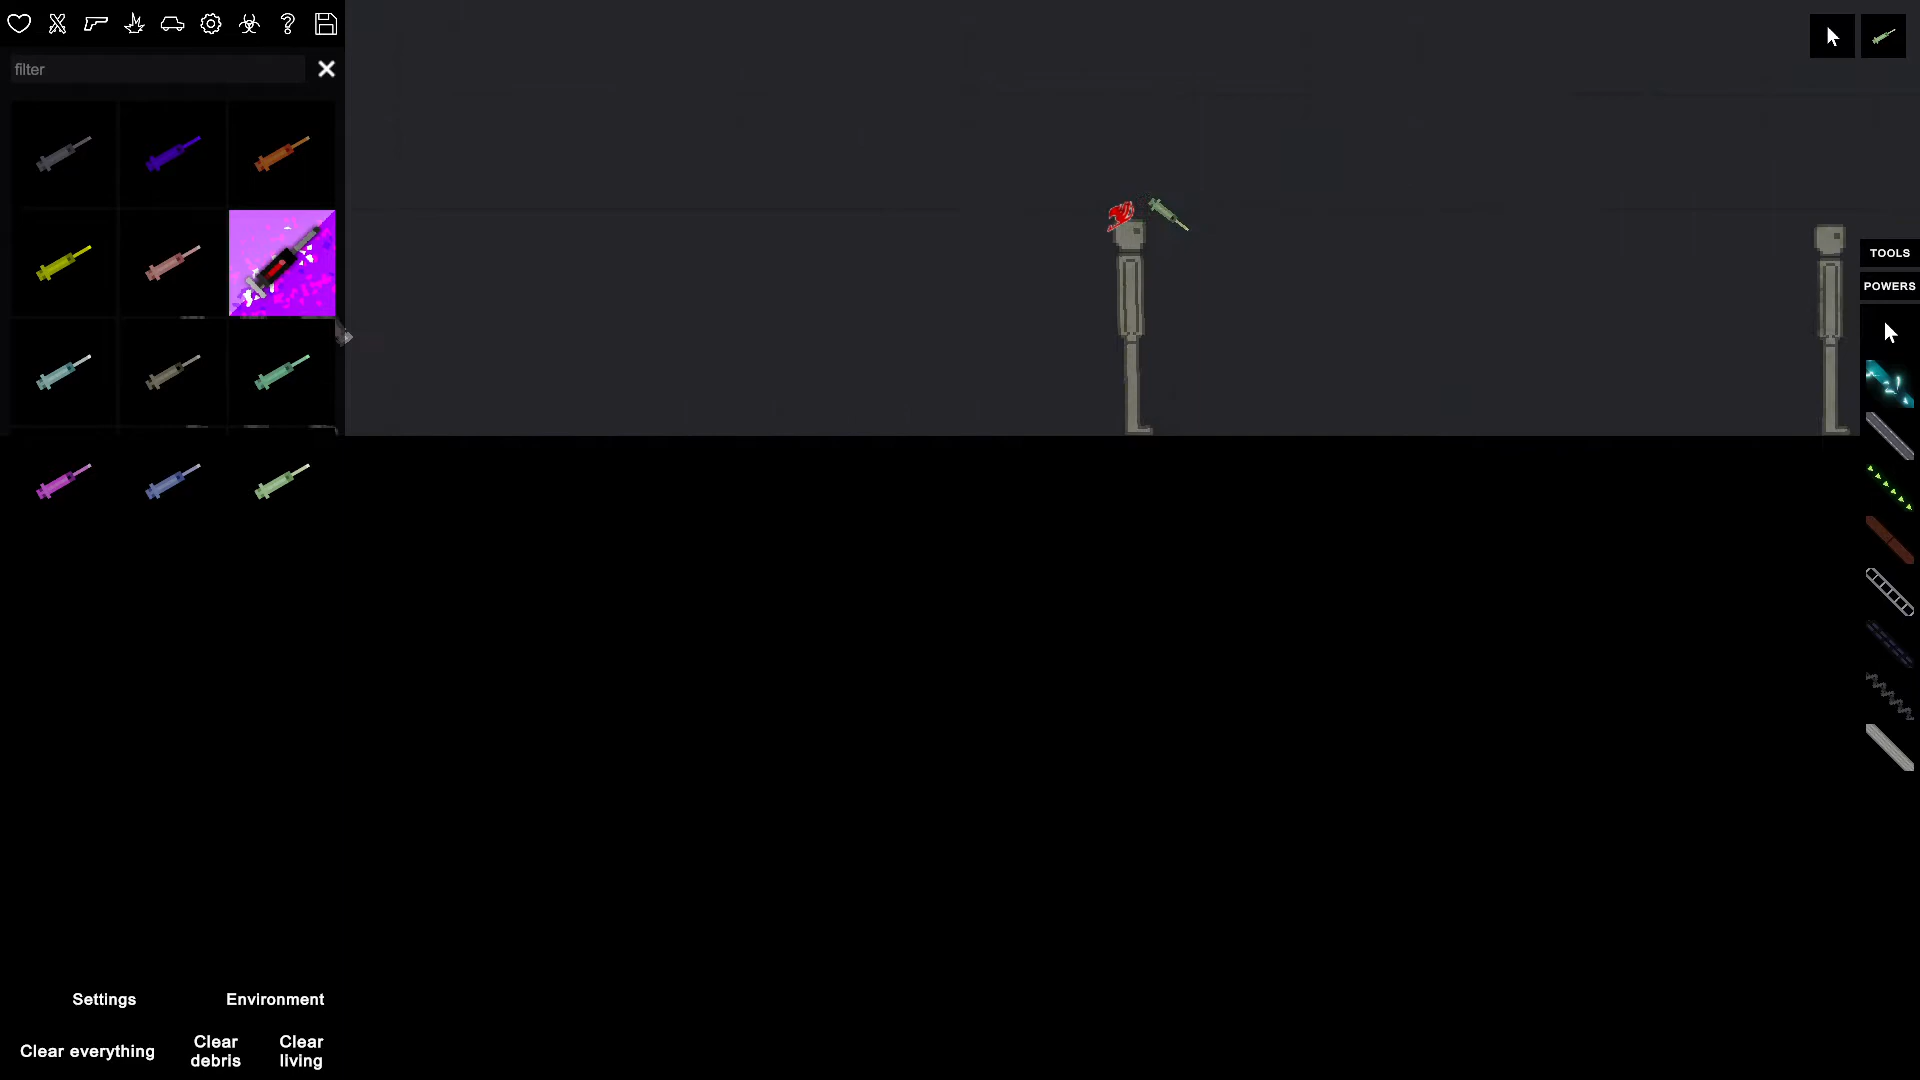 filter
TOOLS
POWERS
Settings
Environment
Clear everything
Clear
debris
Clear
living